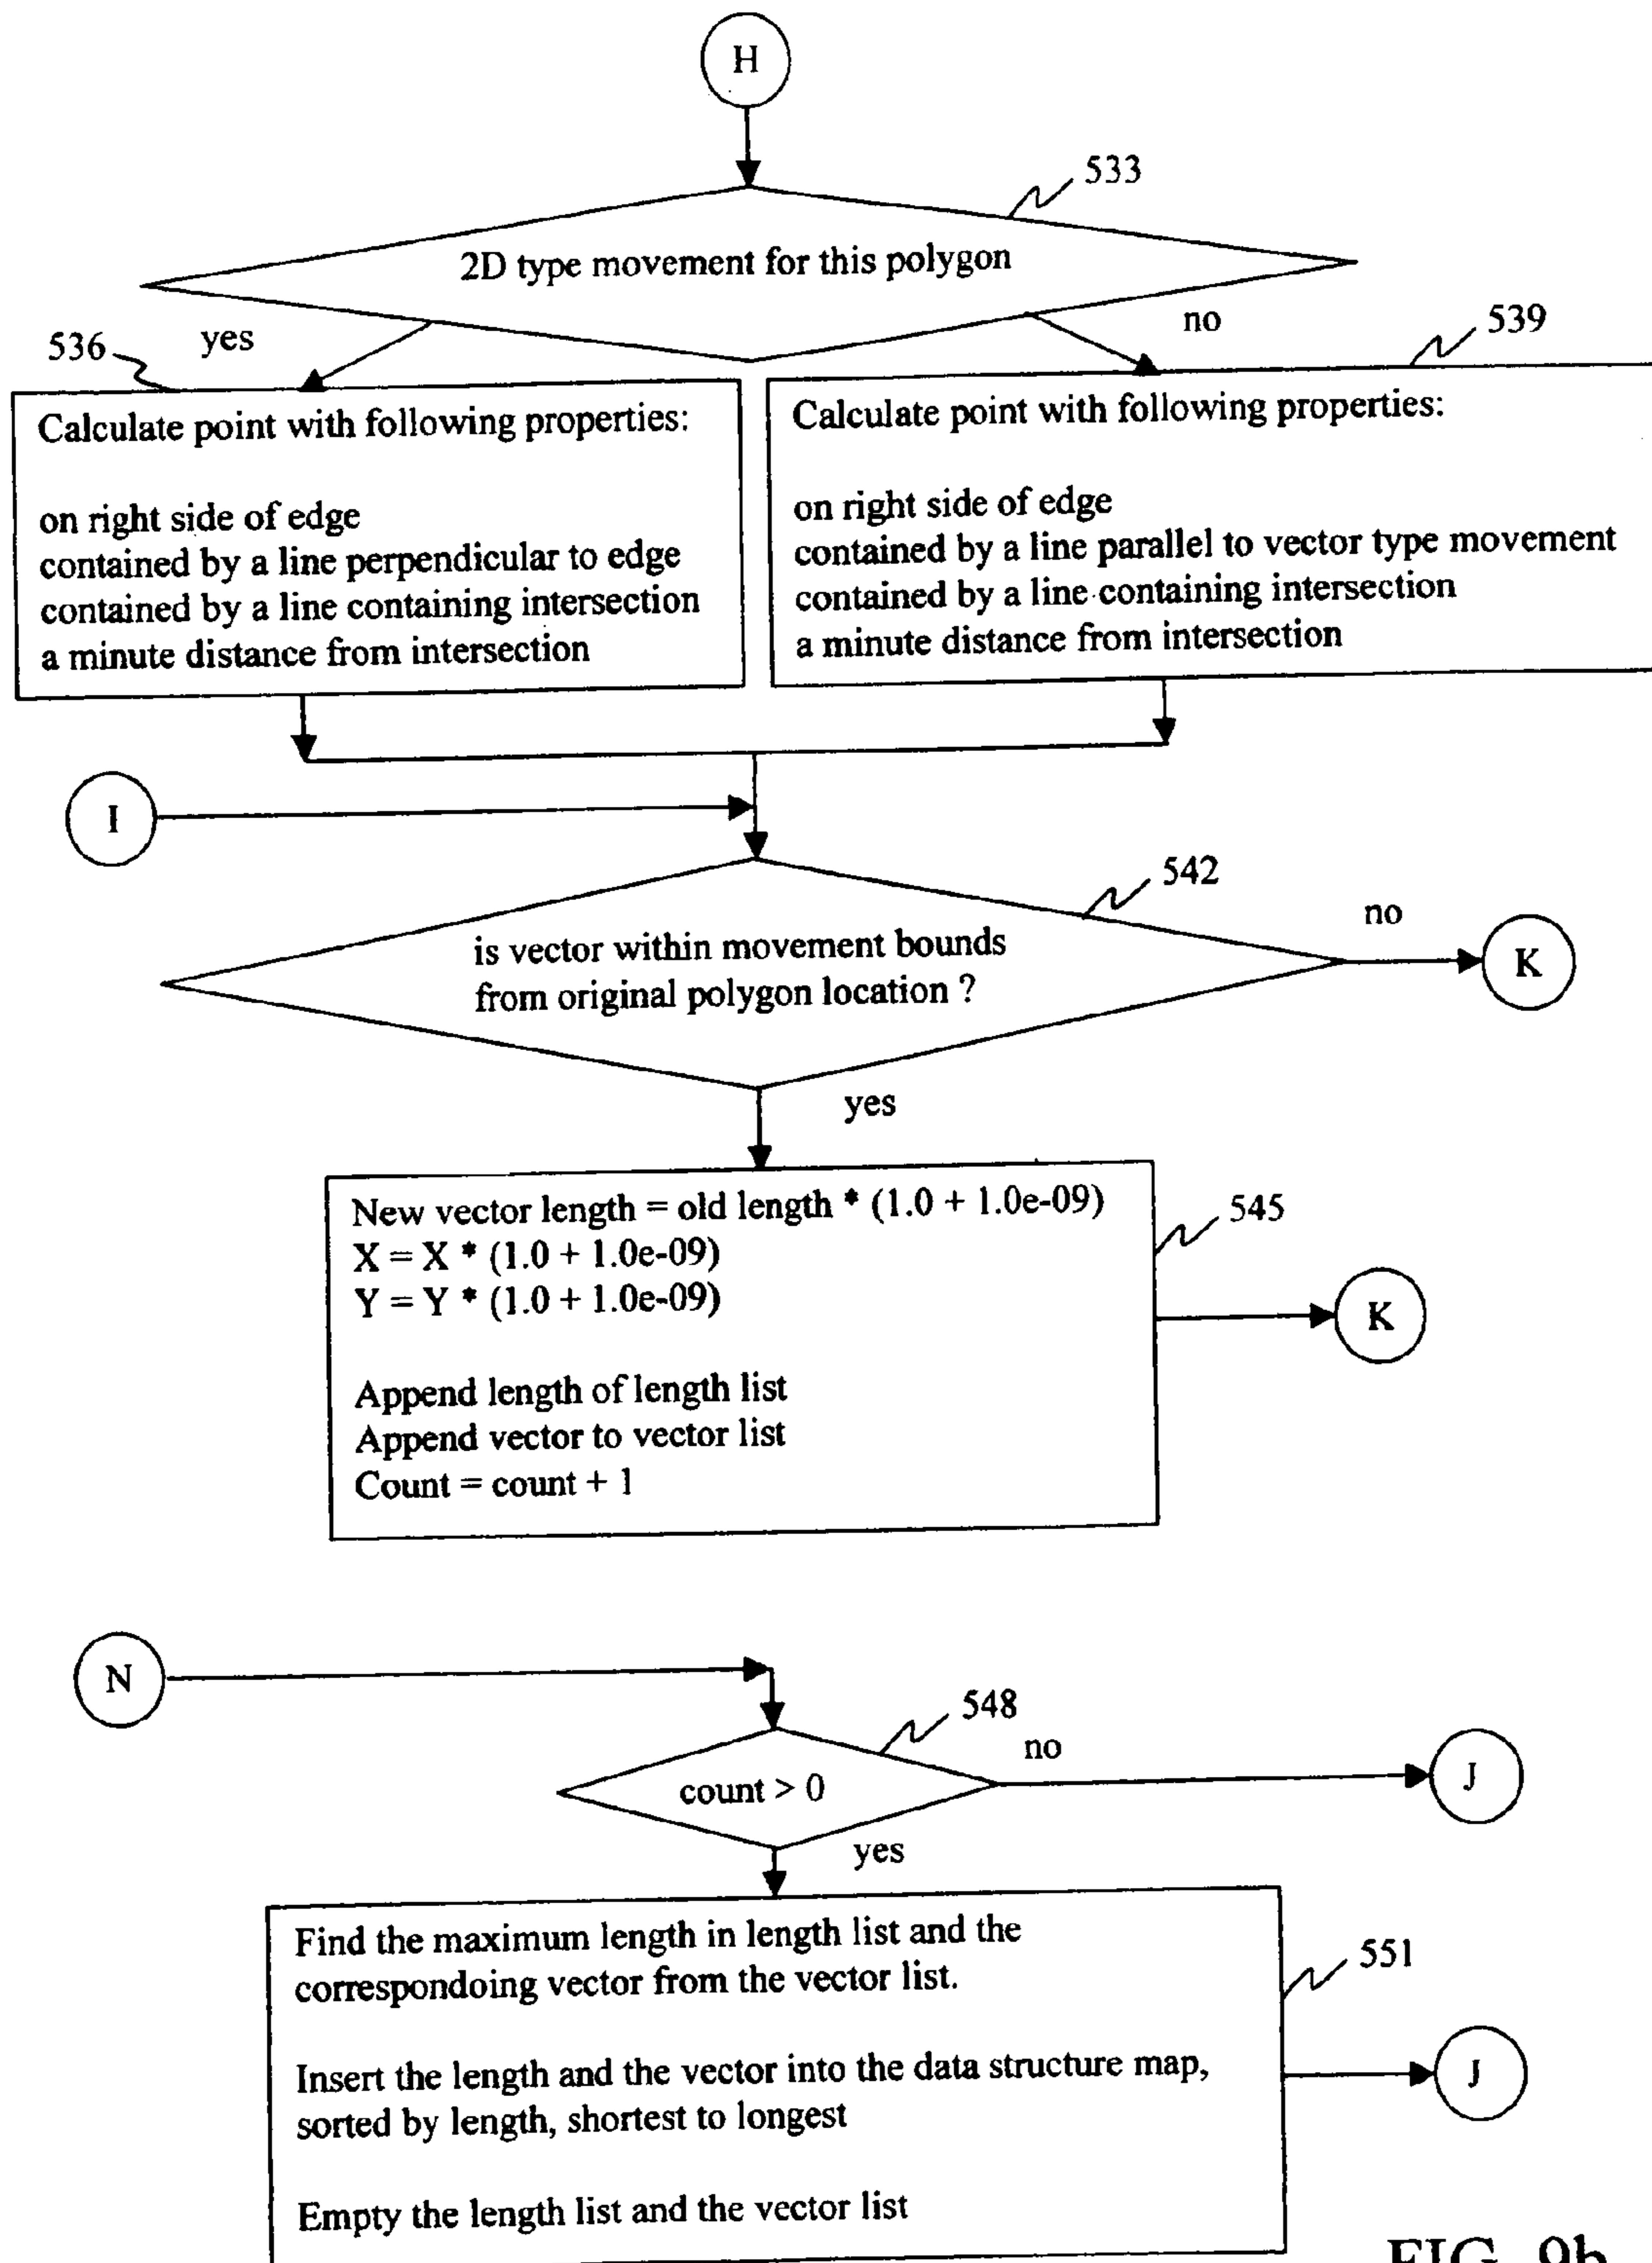 H
533
2D type movement for this polygon
yes
no
536
539
Calculate point with following properties:
on right side of edge
contained by a line perpendicular to edge
contained by a line containing intersection
a minute distance from intersection
Calculate point with following properties:
on right side of edge
contained by a line parallel to vector type movement
contained by a line containing intersection
a minute distance from intersection
I
542
no
is vector within movement bounds
from original polygon location ?
K
yes
New vector length = old length * (1.0 + 1.0e-09)
X = X * (1.0 + 1.0e-09)
Y = Y * (1.0 + 1.0e-09)
Append length of length list
Append vector to vector list
Count = count + 1
545
K
N
548
no
count > 0
J
yes
Find the maximum length in length list and the
correspondoing vector from the vector list.
Insert the length and the vector into the data structure map,
sorted by length, shortest to longest
Empty the length list and the vector list
551
J
FIG. 9b